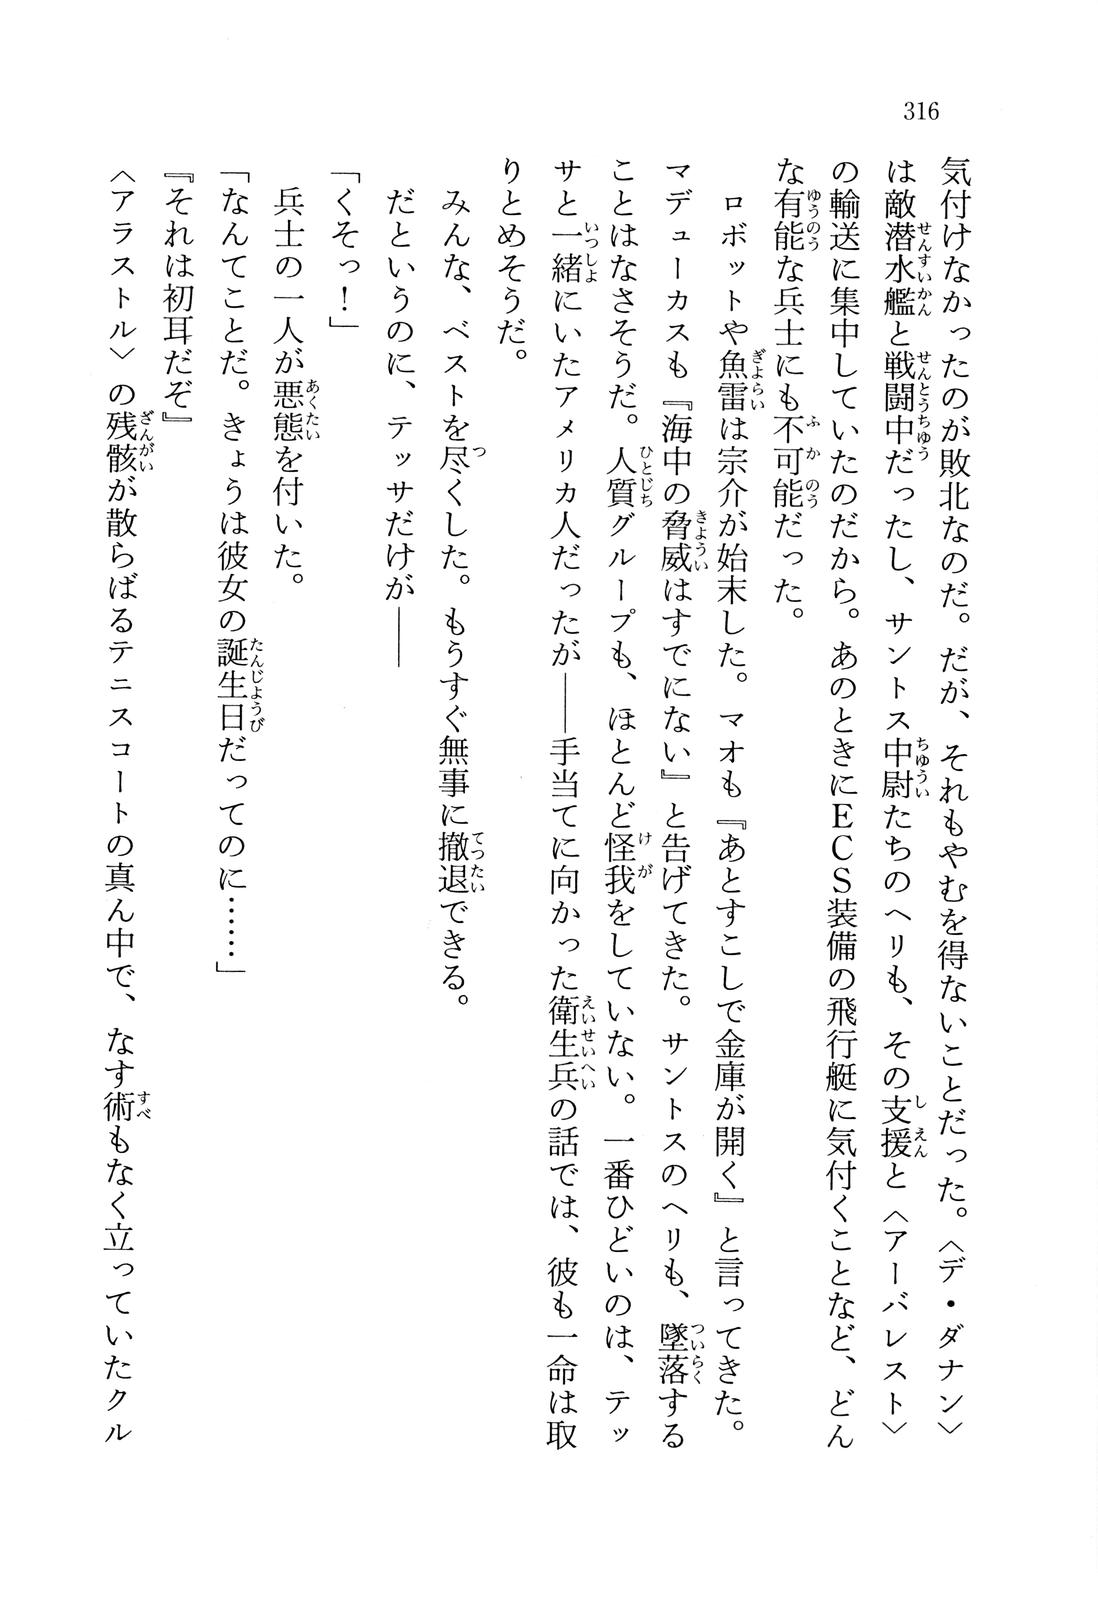 316
気付けなかったのが敗北なのだ。だが、それもやむを得ないことだった。〈デ・ダナン〉
は敵潜水艦と戦闘中だったし、サントス中尉たちのヘリも、その支援と〈アーバレスト〉
の輸送に集中していたのだから。あのときにＥＣＳ装備の飛行艇に気付くことなど、どん
な有能な兵士にも不可能だった。
　ロボットや魚雷は宗介が始末した。マオも『あとすこしで金庫が開く』と言ってきた。
マデューカスも『海中の脅威はすでにない』と告げてきた。サントスのヘリも、墜落する
ことはなさそうだ。人質グループも、ほとんど怪我をしていない。一番ひどいのは、テッ
サと一緒にいたアメリカ人だったが――手当てに向かった衛生兵の話では、彼も一命は取
りとめそうだ。
　みんな、ベストを尽くした。もうすぐ無事に撤退できる。
　だというのに、テッサだけが――
「くそっ！」
　兵士の一人が悪態を付いた。
「なんてことだ。きょうは彼女の誕生日だってのに……」
『それは初耳だぞ』
〈アラストル〉の残骸が散らばるテニスコートの真ん中で、なす術もなく立っていたクル